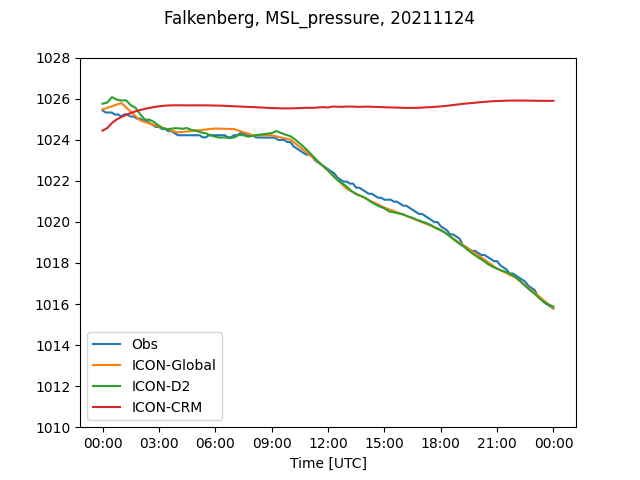 Falkenberg, MSL_pressure, 20211124
1028
1026
1024
1022
1020
1018
1016
1014
1012
1010
Obs
ICON-Global
ICON-D2
ICON-CRM
00:00 03:00 06:00 09:00 12:00 15:00 18:00 21:00 00:00
Time [UTC]